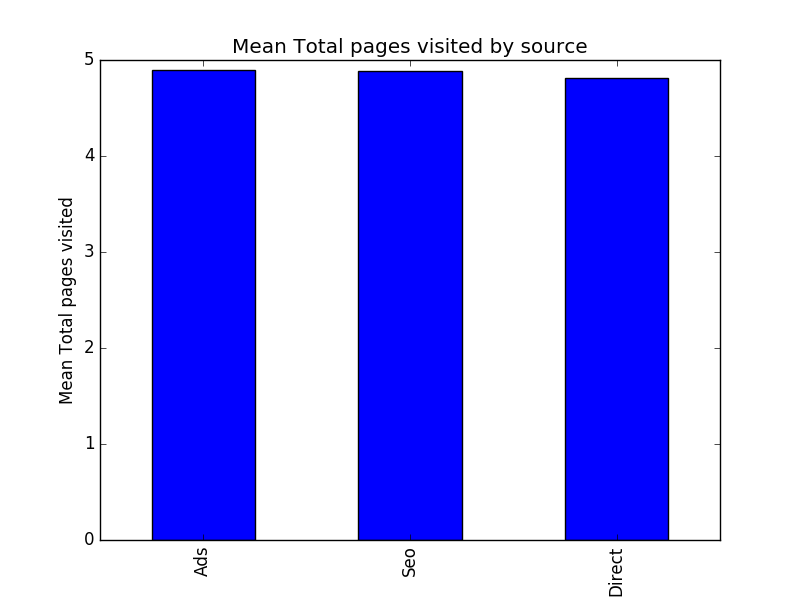 Mean Total pages visited by source
Mean Total pages visited
5
4
3
2
1
0
Ads
Seo
Direct